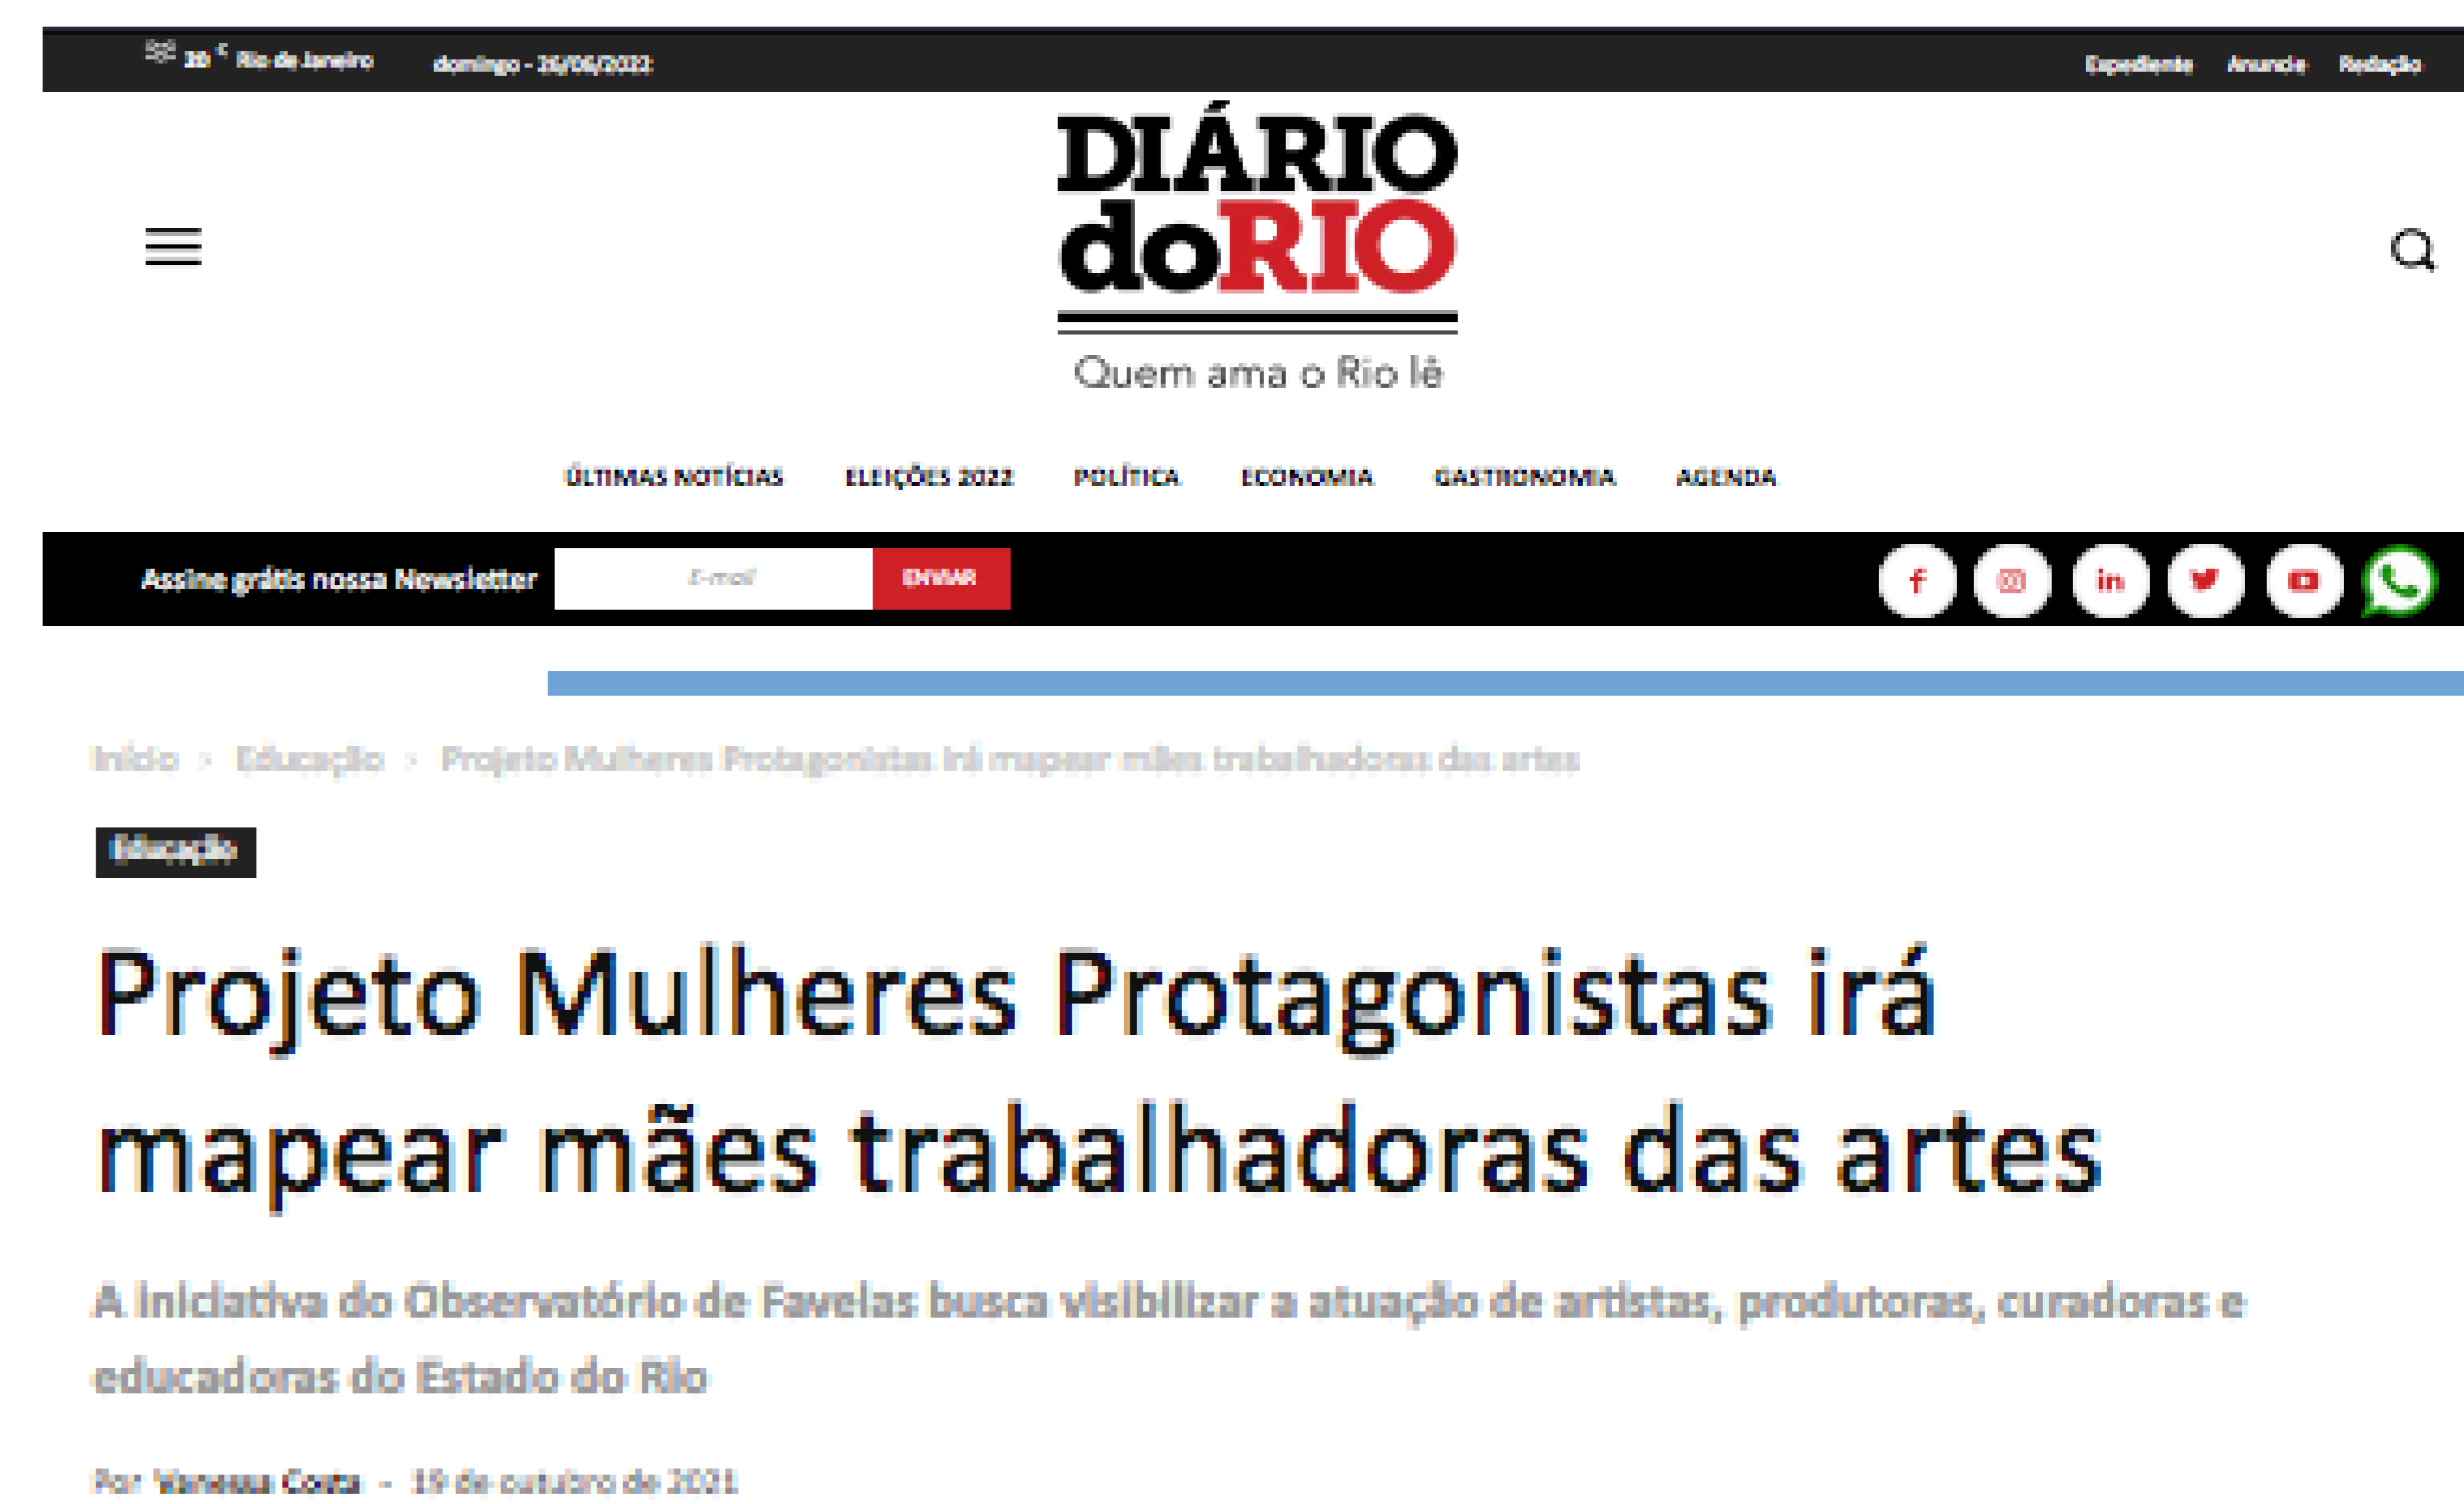 20 °C Rio de Janeiro domingo - 26/06/2022 Expediente Anuncie Redação
DIÁRIO
doRIO
Quem ama o Rio lê
ÚLTIMAS NOTÍCIAS ELEIÇÕES 2022 POLÍTICA ECONOMIA GASTRONOMIA AGENDA
Assine grátis nossa Newsletter E-mail ENVIAR
Início › Educação › Projeto Mulheres Protagonistas irá mapear mães trabalhadoras das artes
Educação
Projeto Mulheres Protagonistas irá
mapear mães trabalhadoras das artes
A iniciativa do Observatório de Favelas busca visibilizar a atuação de artistas, produtoras, curadoras e
educadoras do Estado do Rio
Por Vanessa Costa - 19 de outubro de 2021